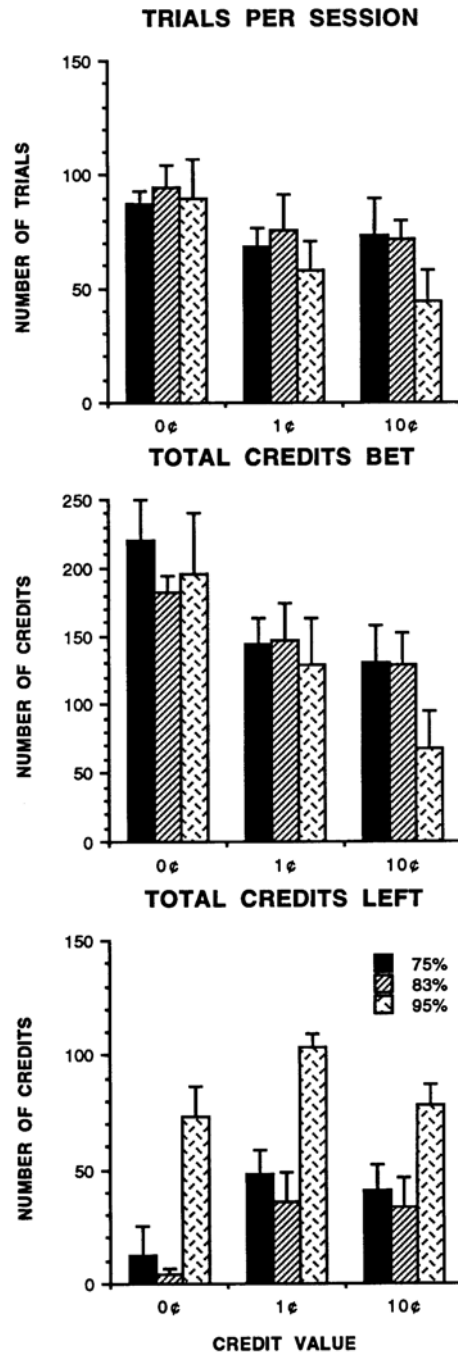 TRIALS PER SESSION
150
100
50
0
NUMBER OF TRIALS
0¢ 1¢ 10¢
TOTAL CREDITS BET
250
200
150
100
50
0
NUMBER OF CREDITS
0¢ 1¢ 10¢
TOTAL CREDITS LEFT
150
100
50
0
NUMBER OF CREDITS
75%
83%
95%
0¢ 1¢ 10¢
CREDIT VALUE